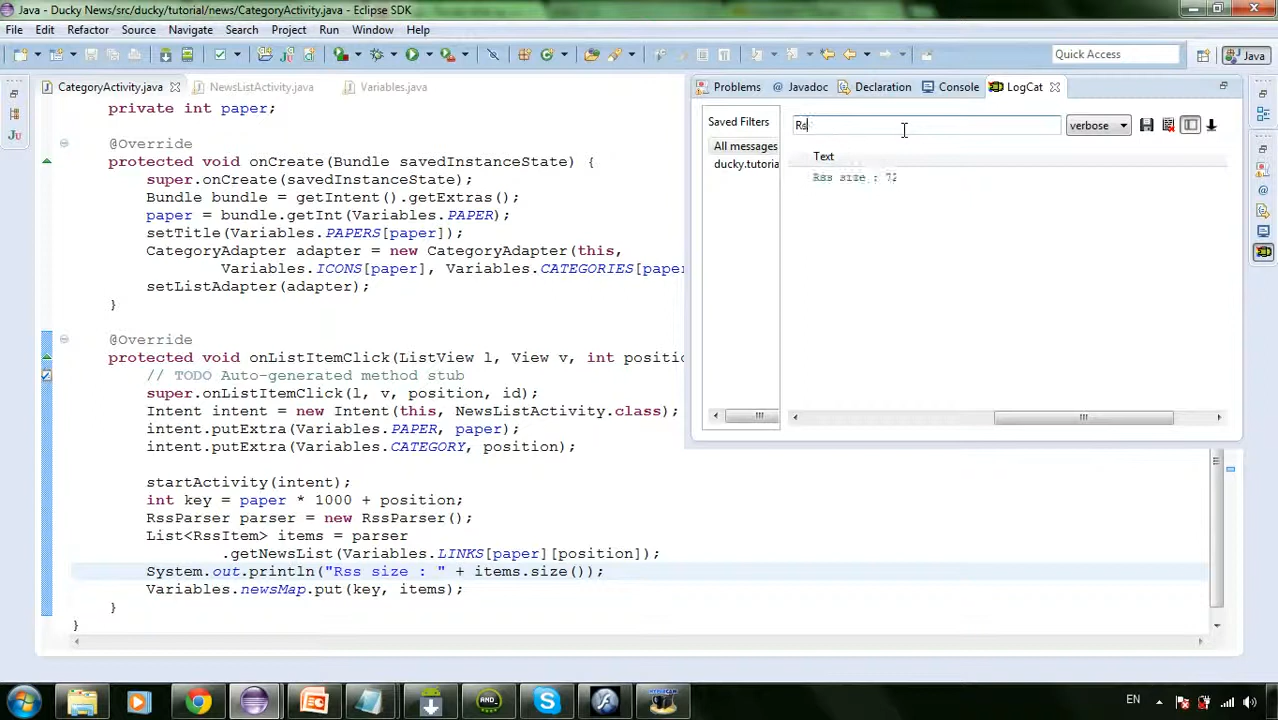 Java - Ducky News/src/ducky/tutorial/news/CategoryActivity.java - Eclipse SDK
File Edit Refactor Source Navigate Search Project Run Window Help
Quick Access
Java
CategoryActivity.java
NewsListActivity.java
Variables.java
private int paper;
@Override
protected void onCreate(Bundle savedInstanceState) {
super.onCreate(savedInstanceState);
Bundle bundle = getIntent().getExtras();
paper = bundle.getInt(Variables.PAPER);
setTitle(Variables.PAPERS[paper]);
CategoryAdapter adapter = new CategoryAdapter(this,
Variables.ICONS[paper], Variables.CATEGORIES[paper
setListAdapter(adapter);
}
@Override
protected void onListItemClick(ListView l, View v, int positio
// TODO Auto-generated method stub
super.onListItemClick(l, v, position, id);
Intent intent = new Intent(this, NewsListActivity.class);
intent.putExtra(Variables.PAPER, paper);
intent.putExtra(Variables.CATEGORY, position);
startActivity(intent);
int key = paper * 1000 + position;
RssParser parser = new RssParser();
List<RssItem> items = parser
.getNewsList(Variables.LINKS[paper][position]);
System.out.println("Rss size : " + items.size());
Variables.newsMap.put(key, items);
}
}
Problems
Javadoc
Declaration
Console
LogCat
Saved Filters
All messages
ducky.tutoria
Rs
verbose
Text
Rss size : 72
EN